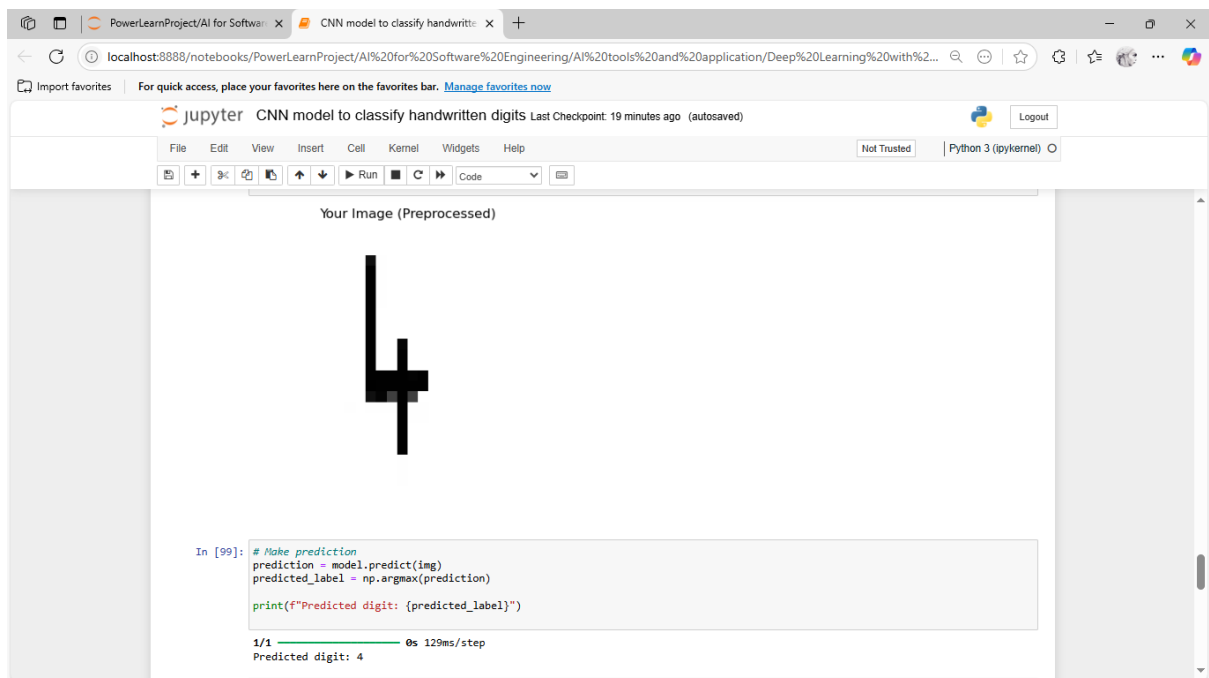 PowerLearnProject/AI for Softwar
CNN model to classify handwritte
localhost:8888/notebooks/PowerLearnProject/AI%20for%20Software%20Engineering/AI%20tools%20and%20application/Deep%20Learning%20with%2...
Import favorites For quick access, place your favorites here on the favorites bar. Manage favorites now
jupyter CNN model to classify handwritten digits Last Checkpoint: 19 minutes ago (autosaved)
Logout
File Edit View Insert Cell Kernel Widgets Help Not Trusted Python 3 (ipykernel)
Run Code
Your Image (Preprocessed)
4
In [99]: # Make prediction
prediction = model.predict(img)
predicted_label = np.argmax(prediction)
print(f"Predicted digit: {predicted_label}")
1/1 0s 129ms/step
Predicted digit: 4